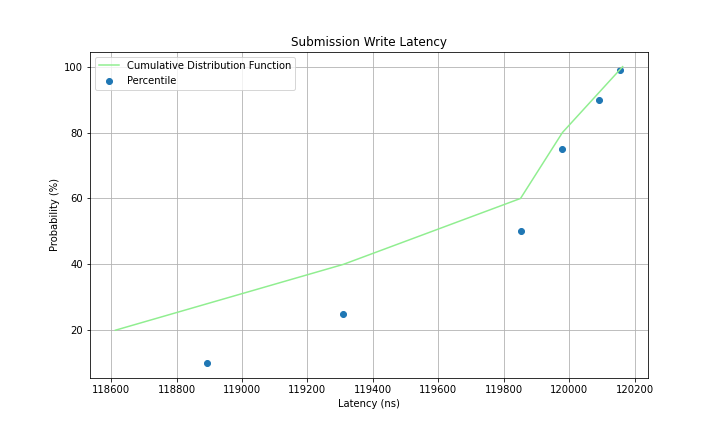 Submission Write Latency
Cumulative Distribution Function
Percentile
Probability (%)
100
80
60
40
20
118600 118800 119000 119200 119400 119600 119800 120000 120200
Latency (ns)